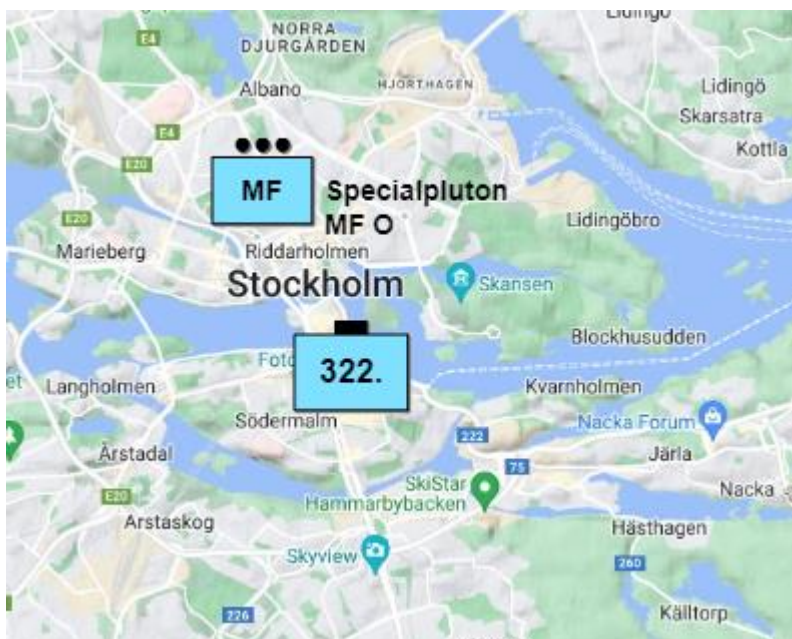 Lidingö
NORRA
DJURGÅRDEN
E4
Albano
HJORTHAGEN
Lidingö
Skarsatra
E4
Kottla
E20
MF
Specialpluton
MF O
E20
Lidingöbro
Marieberg
Riddarholmen
Stockholm
Skansen
Blockhusudden
322.
Foto
et
Langholmen
Kvarnholmen
Södermalm
Nacka Forum
222
Årstadal
75
Järla
SkiStar
Hammarbybacken
E20
Nacka
Arstaskog
Hästhagen
Skyview
260
226
Källtorp